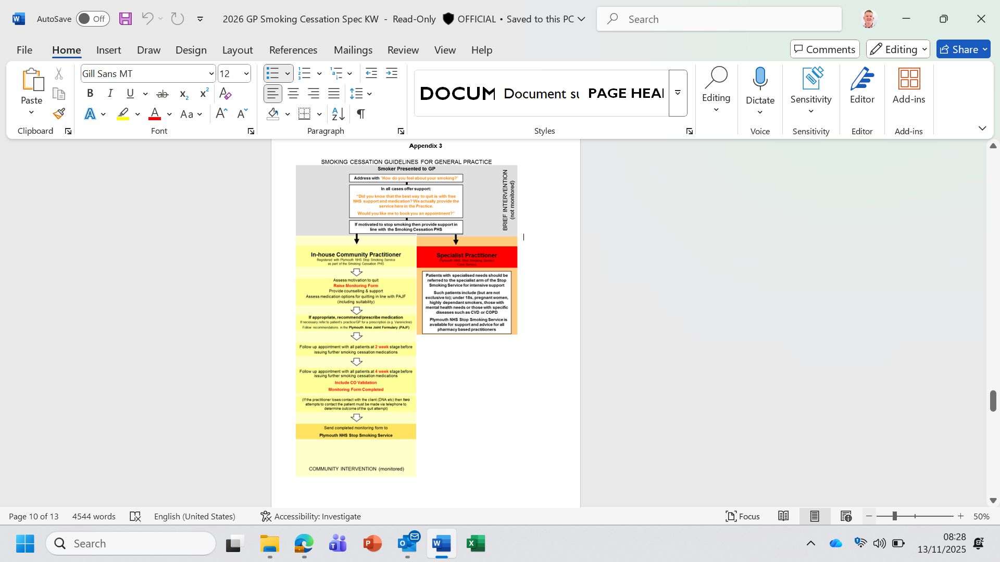 AutoSave Off 2026 GP Smoking Cessation Spec KW - Read-Only OFFICIAL • Saved to this PC Search
File Home Insert Draw Design Layout References Mailings Review View Help Comments Editing Share
Paste
Clipboard
Gill Sans MT 12
Font
Paragraph
DOCUM Document su PAGE HEAI
Styles
Editing
Dictate
Voice
Sensitivity
Sensitivity
Editor
Editor
Add-ins
Add-ins
Appendix 3
SMOKING CESSATION GUIDELINES FOR GENERAL PRACTICE
Smoker Presented to GP
Address with "How do you feel about your smoking?"
In all cases offer support:
"Did you know that the best way to quit is with free
NHS support and medication? We actually provide the
service here in the Practice.
Would you like me to book you an appointment?"
If motivated to stop smoking then provide support in
line with the Smoking Cessation PHS
BRIEF INTERVENTION
(not monitored)
In-house Community Practitioner
Registered with Plymouth NHS Stop Smoking Service
as part of the Smoking Cessation PHS
Assess motivation to quit
Raise Monitoring Form
Provide counselling & support
Assess medication options for quitting in line with PAJF
(including suitability)
If appropriate, recommend/prescribe medication
If necessary refer to patient's practice/GP for a prescription (e.g. Varenicline)
Follow recommendations in the Plymouth Area Joint Formulary (PAJF)
Follow up appointment with all patients at 2 week stage before
issuing further smoking cessation medications
Follow up appointment with all patients at 4 week stage before
issuing further smoking cessation medications
Include CO Validation
Monitoring Form Completed
(If the practitioner loses contact with the client (DNA etc) then two
attempts to contact the patient must be made via telephone to
determine outcome of the quit attempt)
Send completed monitoring form to
Plymouth NHS Stop Smoking Service
COMMUNITY INTERVENTION (monitored)
Specialist Practitioner
Plymouth NHS Stop Smoking Service
Core Service
Patients with specialised needs should be
referred to the specialist arm of the Stop
Smoking Service for intensive support
Such patients include (but are not
exclusive to); under 18s, pregnant women,
highly dependant smokers, those with
mental health needs or those with specific
diseases such as CVD or COPD
Plymouth NHS Stop Smoking Service is
available for support and advice for all
pharmacy based practitioners
Page 10 of 13 4544 words English (United States) Accessibility: Investigate Focus 50%
Search
08:28
13/11/2025